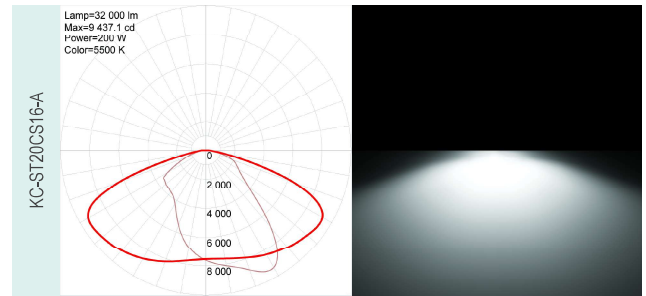 KC-ST20CS16-A
Lamp=32 000 lm
Max=9 437.1 cd
Power=200 W
Color=5500 K
0
2 000
4 000
6 000
8 000